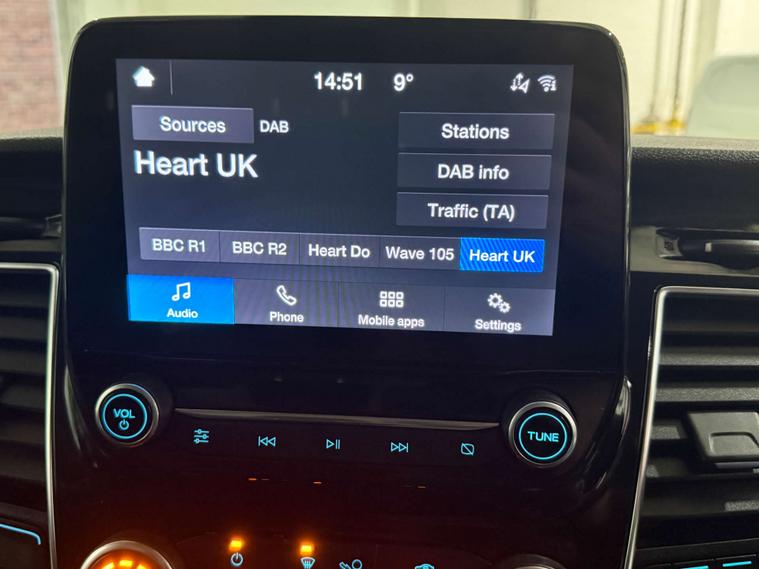 14:51 9°
Sources DAB
Heart UK
Stations
DAB info
Traffic (TA)
BBC R1 BBC R2 Heart Do Wave 105 Heart UK
Audio Phone Mobile apps Settings
VOL
TUNE